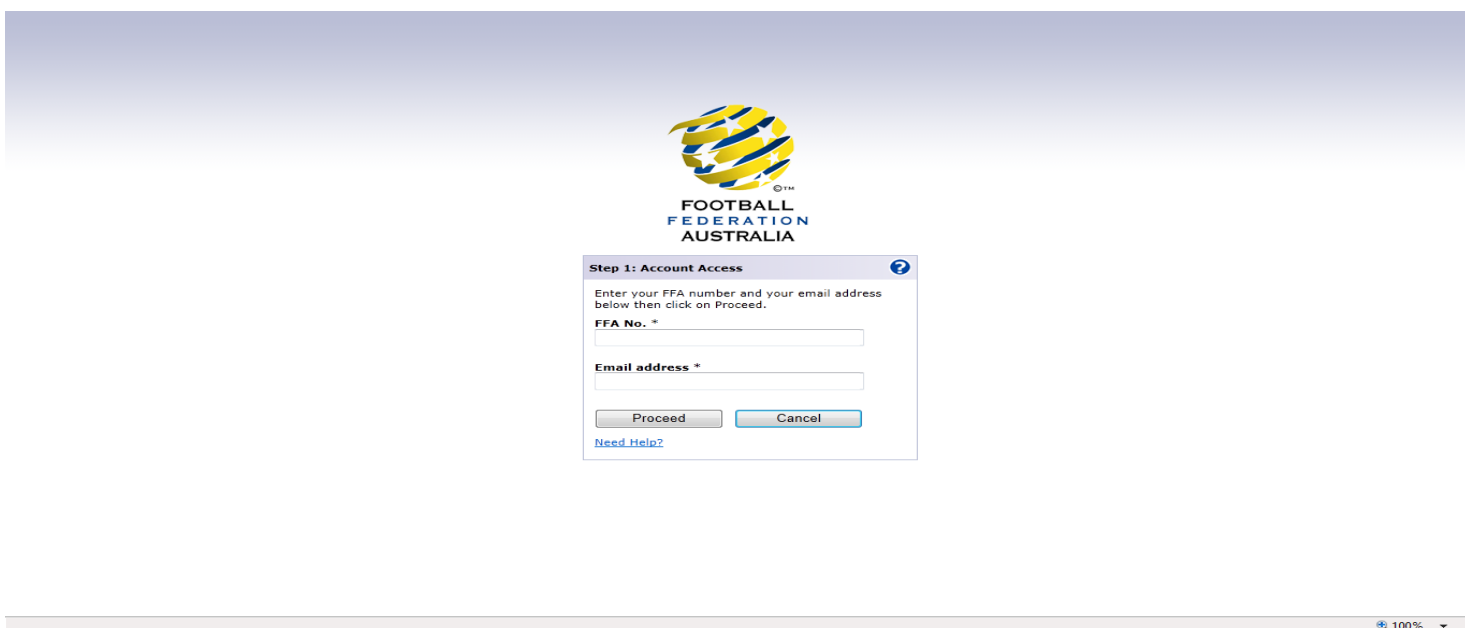 ©™
FOOTBALL
FEDERATION
AUSTRALIA
Step 1: Account Access
?
Enter your FFA number and your email address
below then click on Proceed.
FFA No. *
Email address *
Proceed Cancel
Need Help?
100%